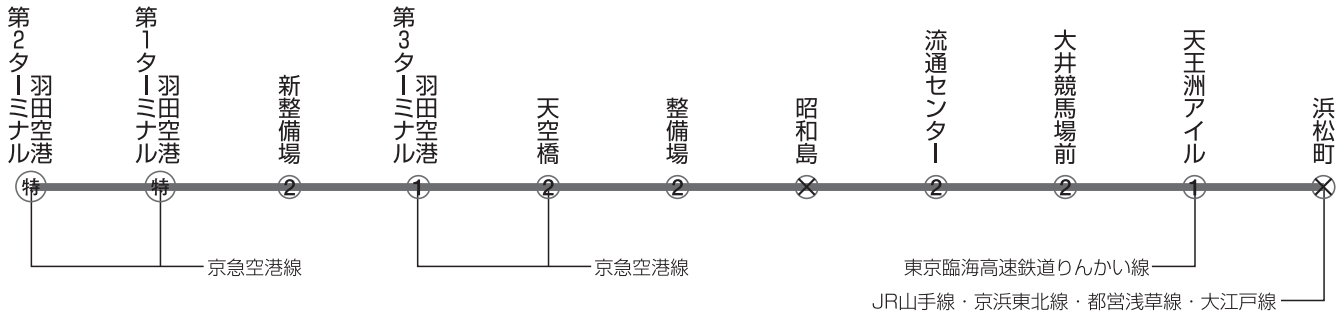 羽田空港
第2ターミナル
羽田空港
第1ターミナル
新整備場
羽田空港
第3ターミナル
天空橋
整備場
昭和島
流通センター
大井競馬場前
天王洲アイル
浜松町
特
特
2
1
2
2
2
2
1
京急空港線
京急空港線
東京臨海高速鉄道りんかい線
JR山手線・京浜東北線・都営浅草線・大江戸線